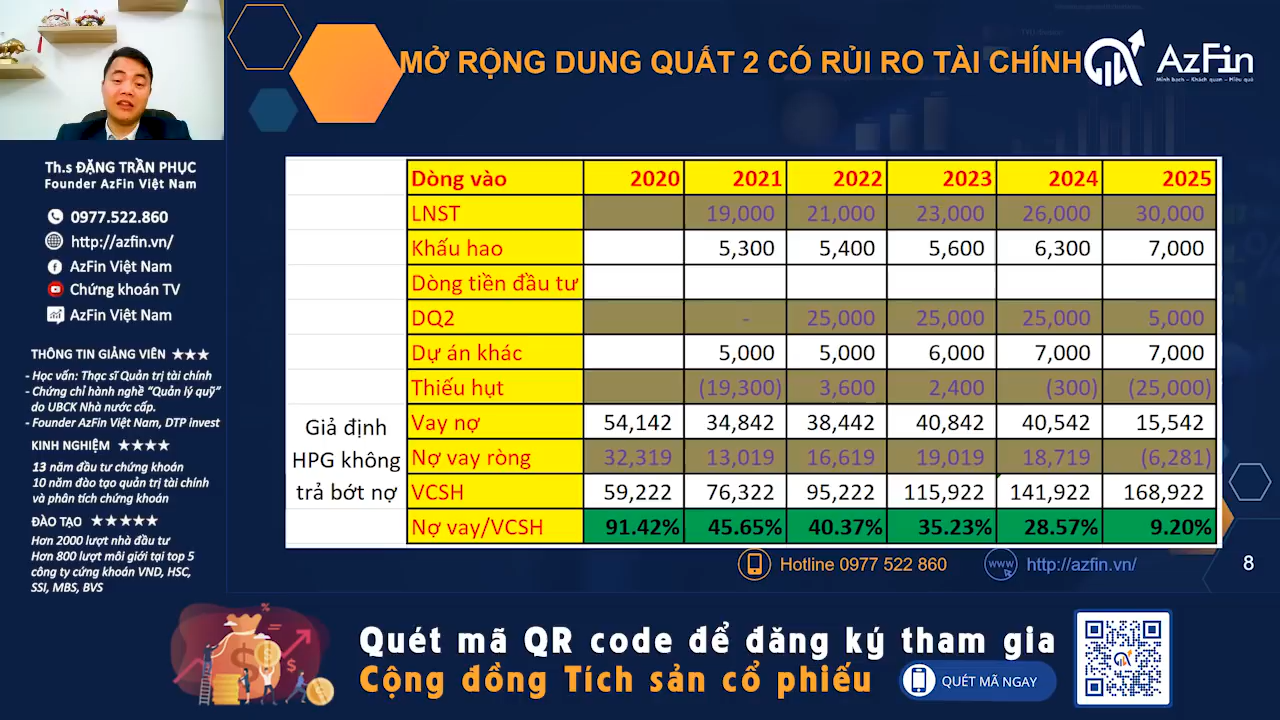 MỞ RỘNG DUNG QUẤT 2 CÓ RỦI RO TÀI CHÍNH
AzFin
Minh bạch – Khách quan – Hiệu quả
Th.s ĐẶNG TRẦN PHỤC
Founder AzFin Việt Nam
0977.522.860
http://azfin.vn/
AzFin Việt Nam
Chứng khoán TV
AzFin Việt Nam
THÔNG TIN GIẢNG VIÊN ★★★
- Học vấn: Thạc sĩ Quản trị tài chính
- Chứng chỉ hành nghề “Quản lý quỹ”
do UBCK Nhà nước cấp.
- Founder AzFin Việt Nam, DTP invest
KINH NGHIỆM ★★★★
13 năm đầu tư chứng khoán
10 năm đào tạo quản trị tài chính
và phân tích chứng khoán
ĐÀO TẠO ★★★★★
Hơn 2000 lượt nhà đầu tư
Hơn 800 lượt môi giới tại top 5
công ty cứng khoán VND, HSC,
SSI, MBS, BVS
Dòng vào 2020 2021 2022 2023 2024 2025
LNST 19,000 21,000 23,000 26,000 30,000
Khấu hao 5,300 5,400 5,600 6,300 7,000
Dòng tiền đầu tư
DQ2 - 25,000 25,000 25,000 5,000
Dự án khác 5,000 5,000 6,000 7,000 7,000
Thiếu hụt (19,300) 3,600 2,400 (300) (25,000)
Vay nợ 54,142 34,842 38,442 40,842 40,542 15,542
Nợ vay ròng 32,319 13,019 16,619 19,019 18,719 (6,281)
VCSH 59,222 76,322 95,222 115,922 141,922 168,922
Nợ vay/VCSH 91.42% 45.65% 40.37% 35.23% 28.57% 9.20%
Giả định
HPG không
trả bớt nợ
Hotline 0977 522 860
www
http://azfin.vn/
8
Quét mã QR code để đăng ký tham gia
Cộng đồng Tích sản cổ phiếu
QUÉT MÃ NGAY